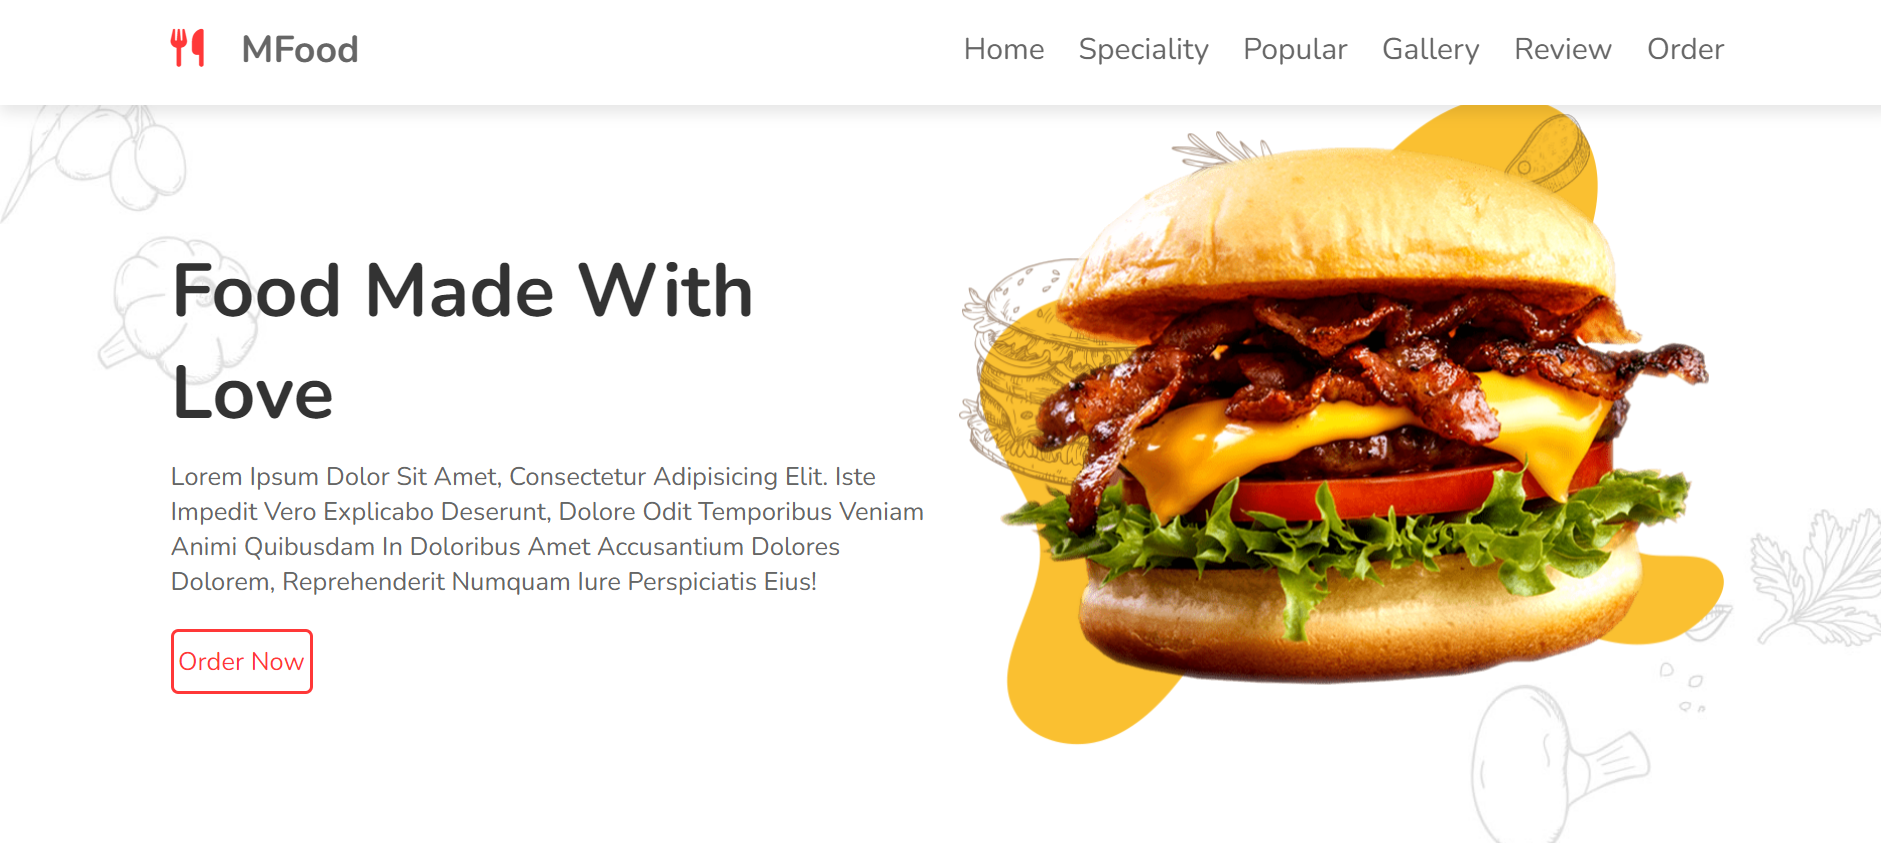 MFood
Home Speciality Popular Gallery Review Order
Food Made With
Love
Lorem Ipsum Dolor Sit Amet, Consectetur Adipisicing Elit. Iste
Impedit Vero Explicabo Deserunt, Dolore Odit Temporibus Veniam
Animi Quibusdam In Doloribus Amet Accusantium Dolores
Dolorem, Reprehenderit Numquam Iure Perspiciatis Eius!
Order Now